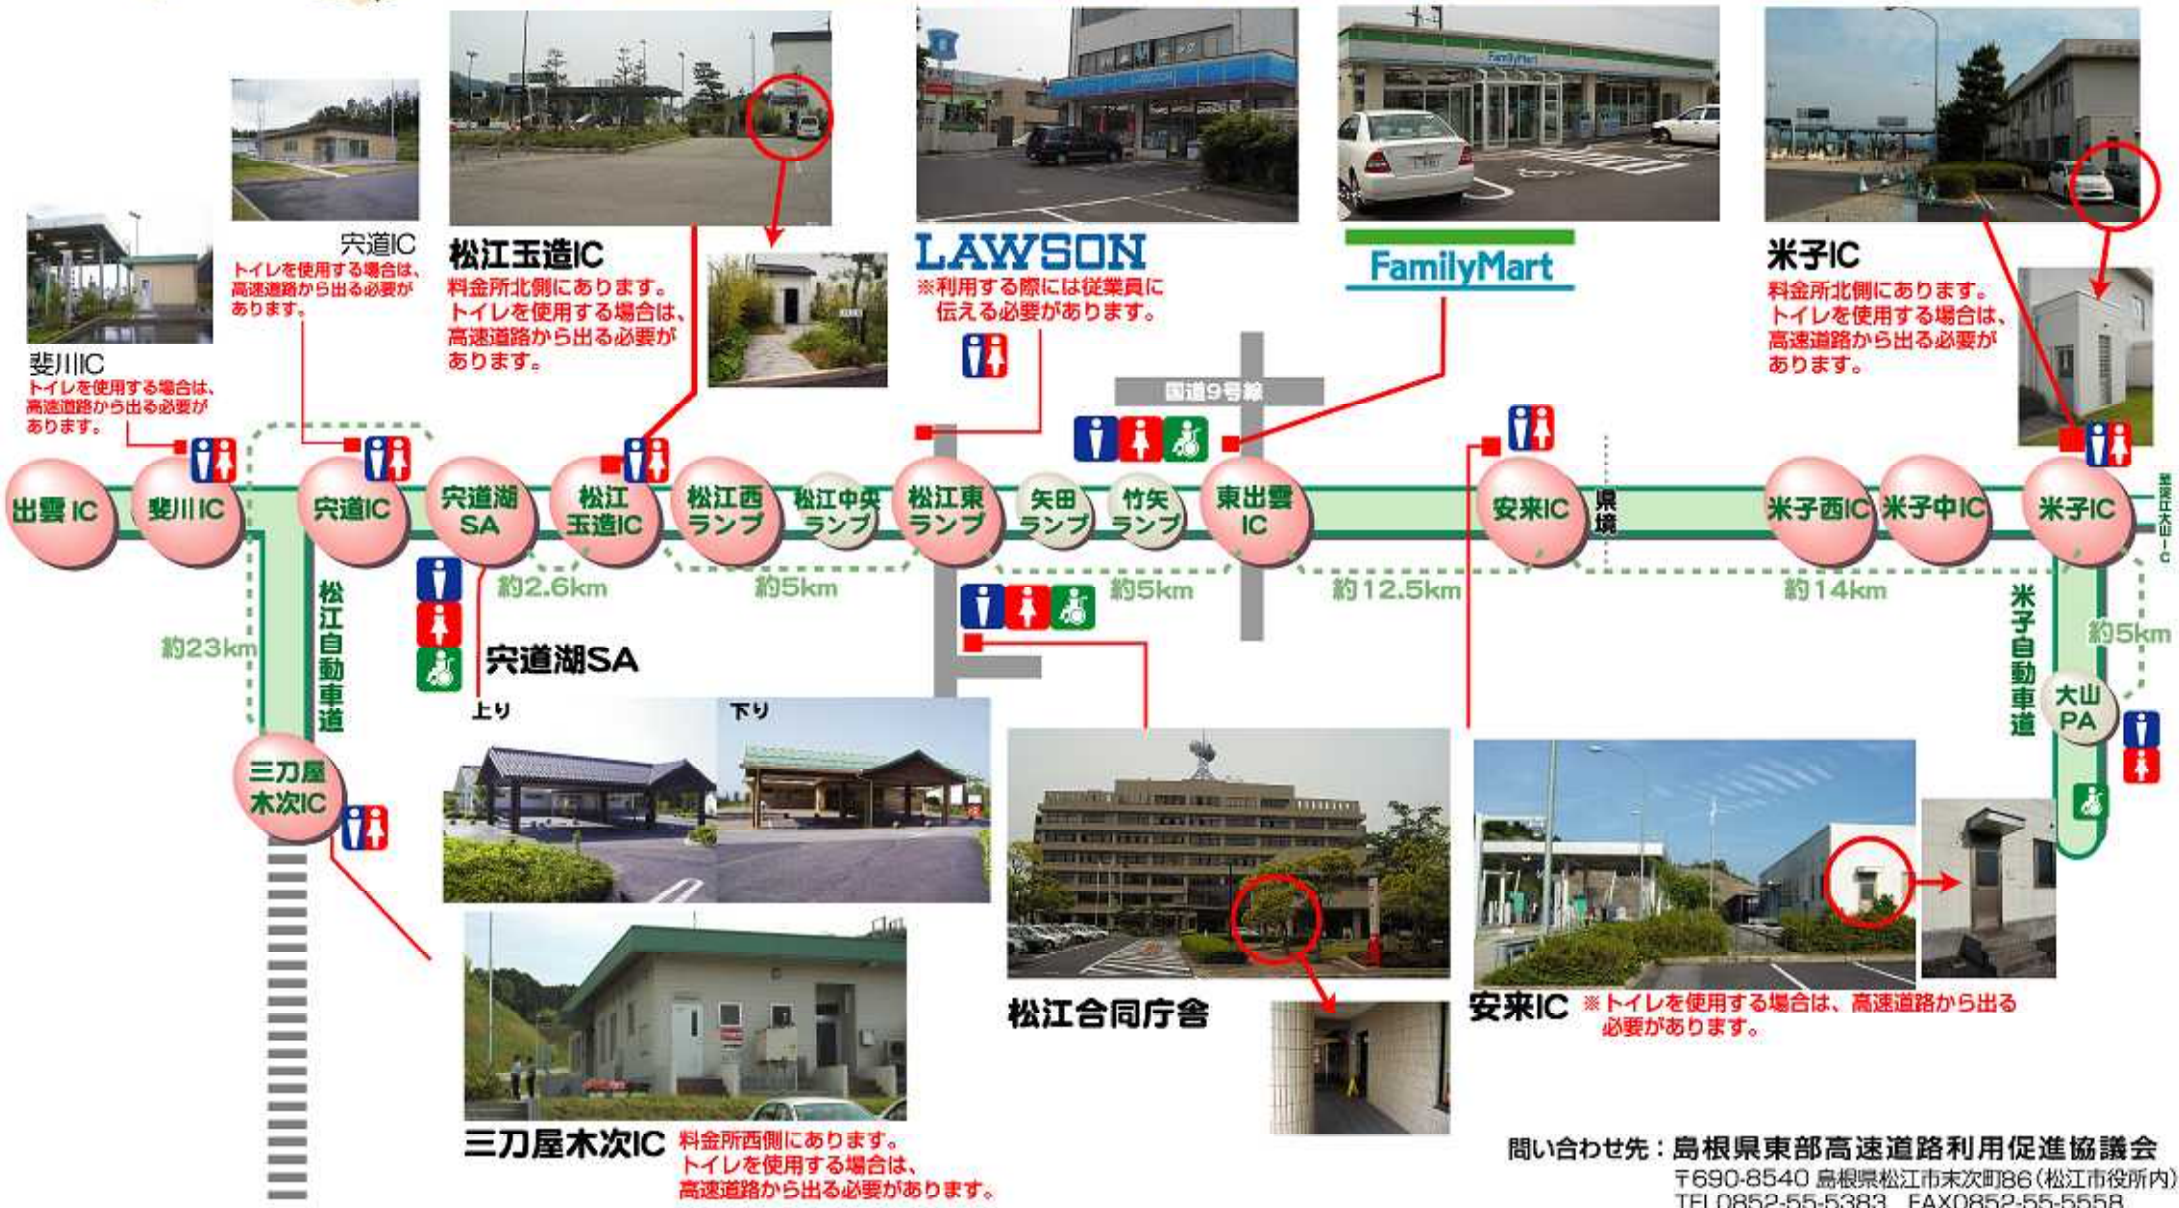 宍道IC
トイレを使用する場合は、
高速道路から出る必要が
あります。
斐川IC
トイレを使用する場合は、
高速道路から出る必要が
あります。
松江玉造IC
料金所北側にあります。
トイレを使用する場合は、
高速道路から出る必要が
あります。
LAWSON
LAWSON
※利用する際には従業員に
伝える必要があります。
FamilyMart
FamilyMart
米子IC
料金所北側にあります。
トイレを使用する場合は、
高速道路から出る必要が
あります。
国道9号線
出雲IC
斐川IC
宍道IC
宍道湖
SA
松江
玉造IC
松江西
ランプ
松江中央
ランプ
松江東
ランプ
矢田
ランプ
竹矢
ランプ
東出雲
IC
安来IC
県境
米子西IC
米子中IC
米子IC
約2.6km
約5km
約5km
約12.5km
約14km
約5km
約23km
松江自動車道
米子自動車道
大山
PA
三刀屋
木次IC
宍道湖SA
上り
下り
松江合同庁舎
安来IC
※トイレを使用する場合は、高速道路から出る
必要があります。
三刀屋木次IC
料金所西側にあります。
トイレを使用する場合は、
高速道路から出る必要があります。
問い合わせ先：島根県東部高速道路利用促進協議会
〒690-8540 島根県松江市末次町86(松江市役所内)
TEL0852-55-5383 FAX0852-55-5558